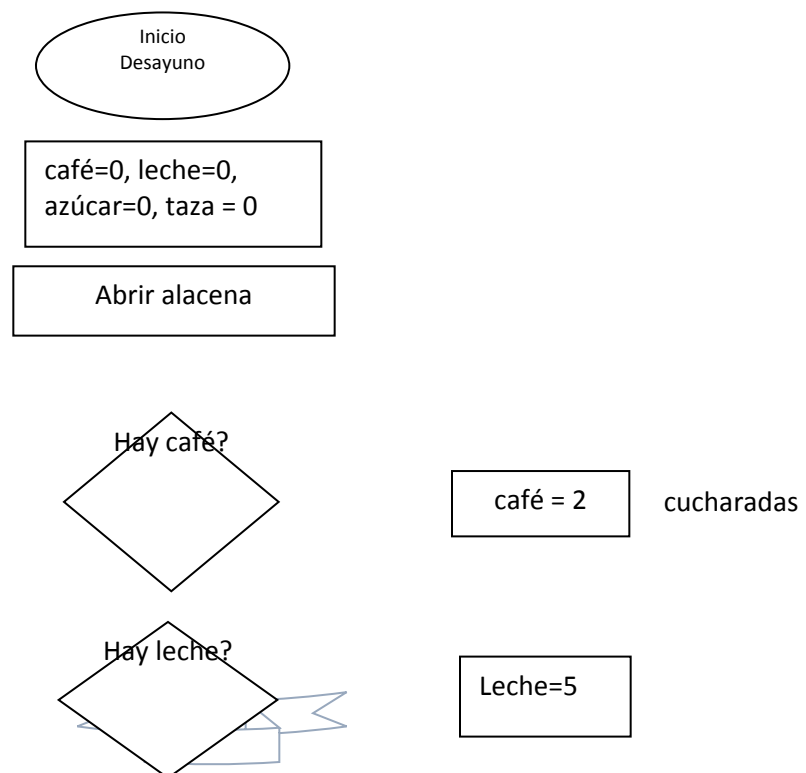 Inicio
Desayuno
café=0, leche=0,
azúcar=0, taza = 0
Abrir alacena
Hay café?
café = 2
cucharadas
Hay leche?
Leche=5